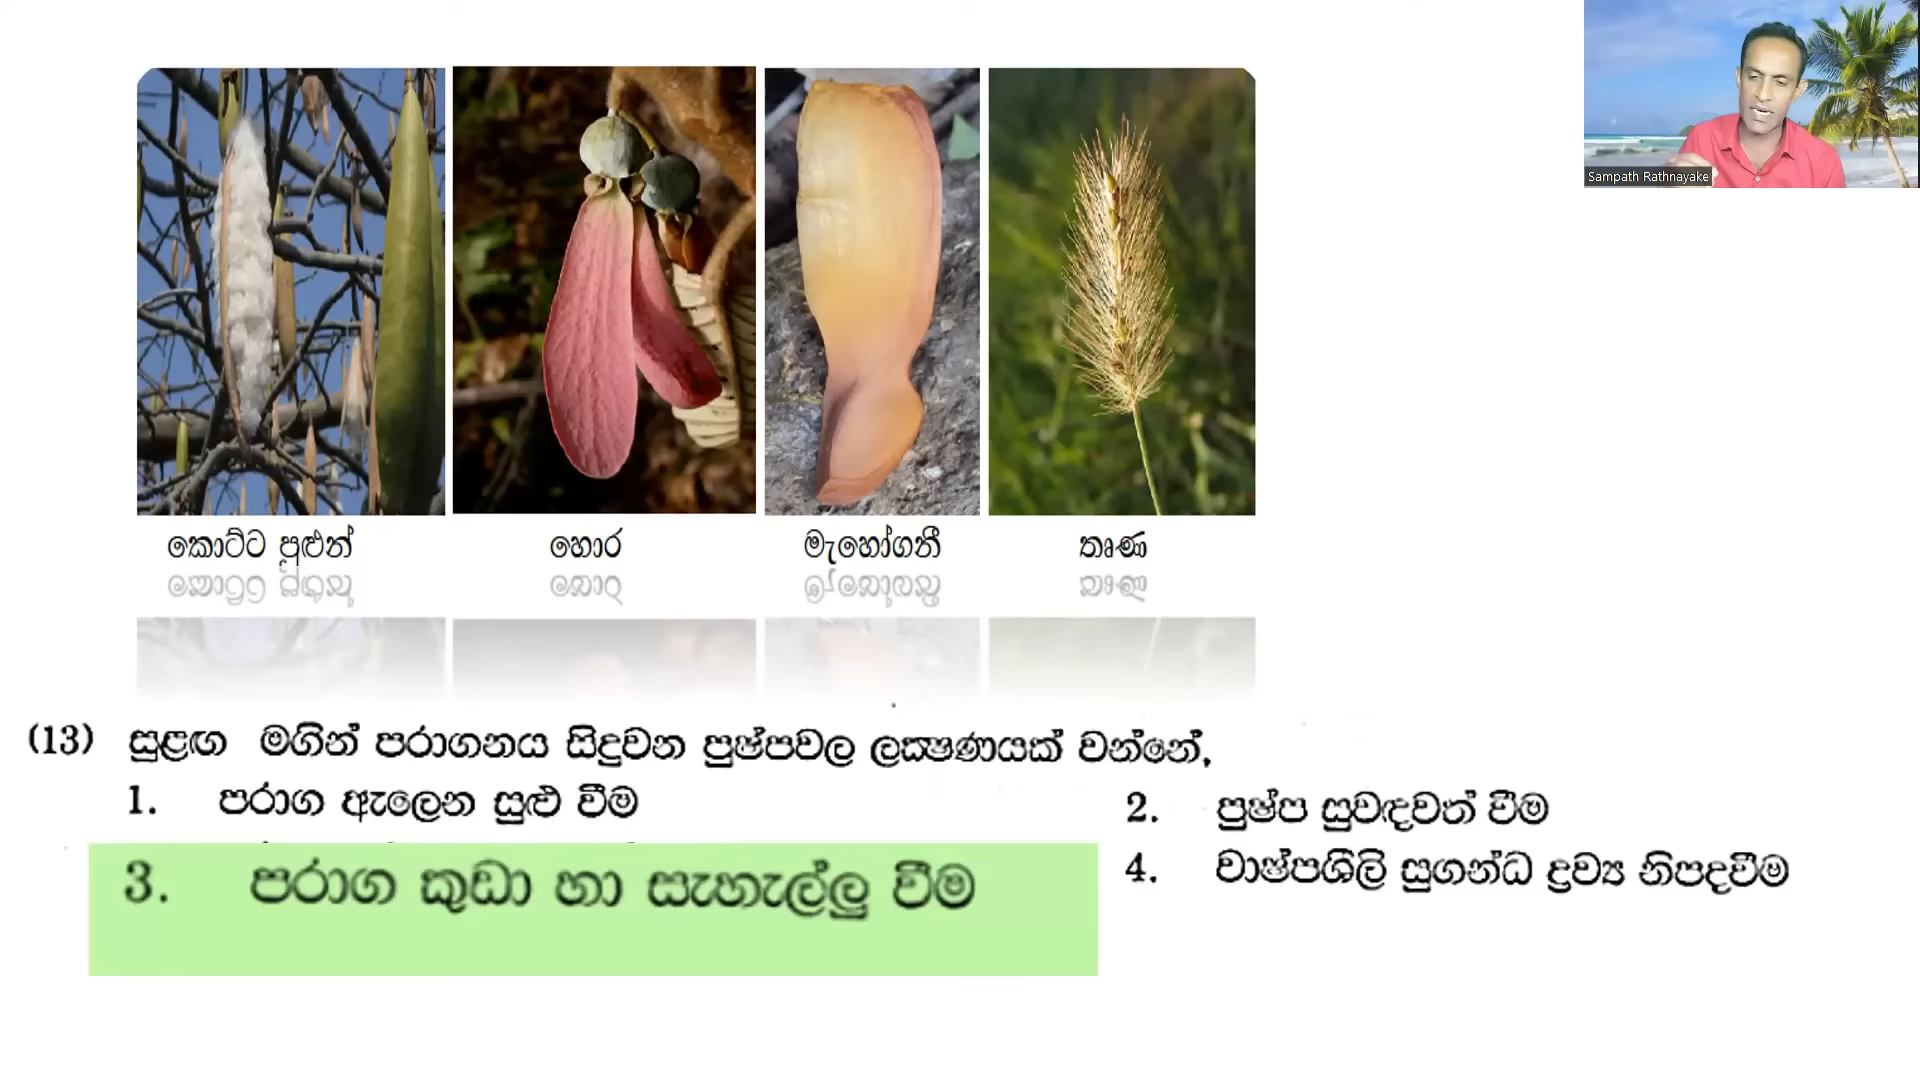 Sampath Rathnayake
කොට්ට පුළුන් හොර මැහෝගනී තෘණ
(13) සුළඟ මගින් පරාගනය සිදුවන පුෂ්පවල ලක්‍ෂණයක් වන්නේ,
1. පරාග ඇලෙන සුළු වීම
2. පුෂ්ප සුවඳවත් වීම
3. පරාග කුඩා හා සැහැල්ලු වීම
4. වාෂ්පශීලි සුගන්ධ ද්‍රව්‍ය නිපදවීම